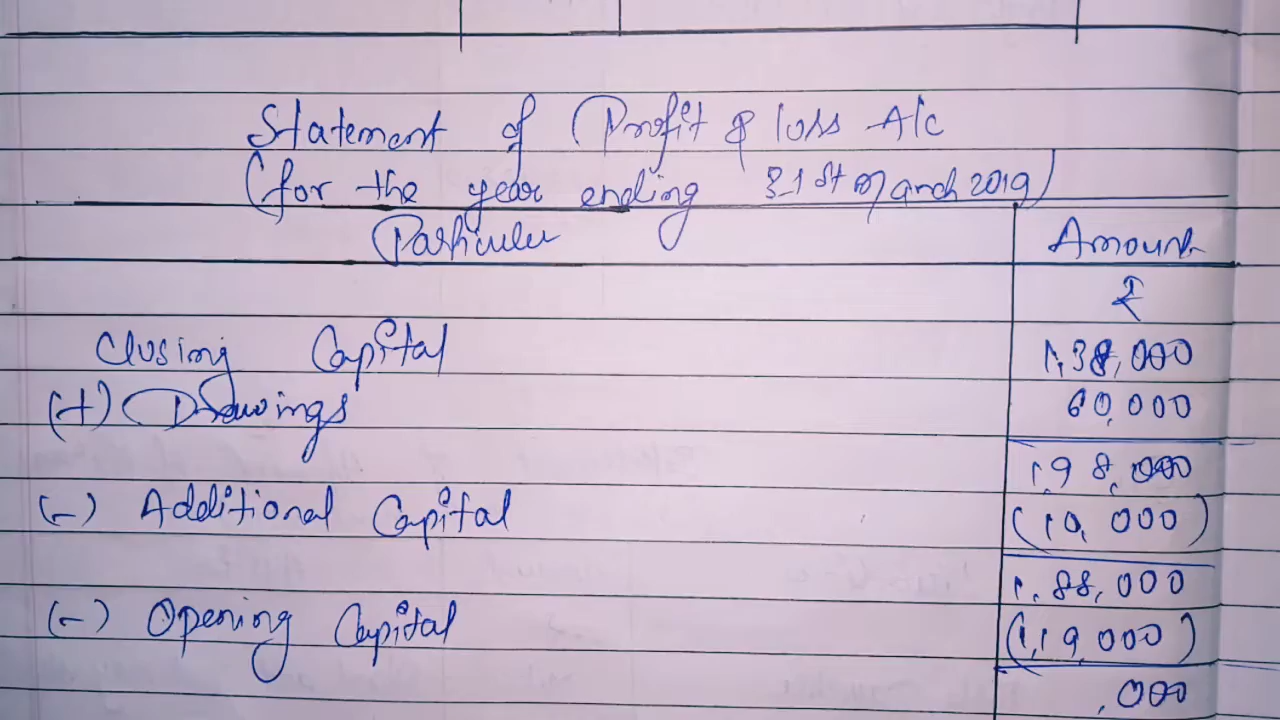 Statement of Profit & loss A/c
(for the year ending 31st March 2019)
Particular Amount
₹
Closing Capital 1,38,000
(+) Drawings 60,000
1,98,000
(-) Additional Capital (10,000)
1,88,000
(-) Opening Capital (1,19,000)
,000